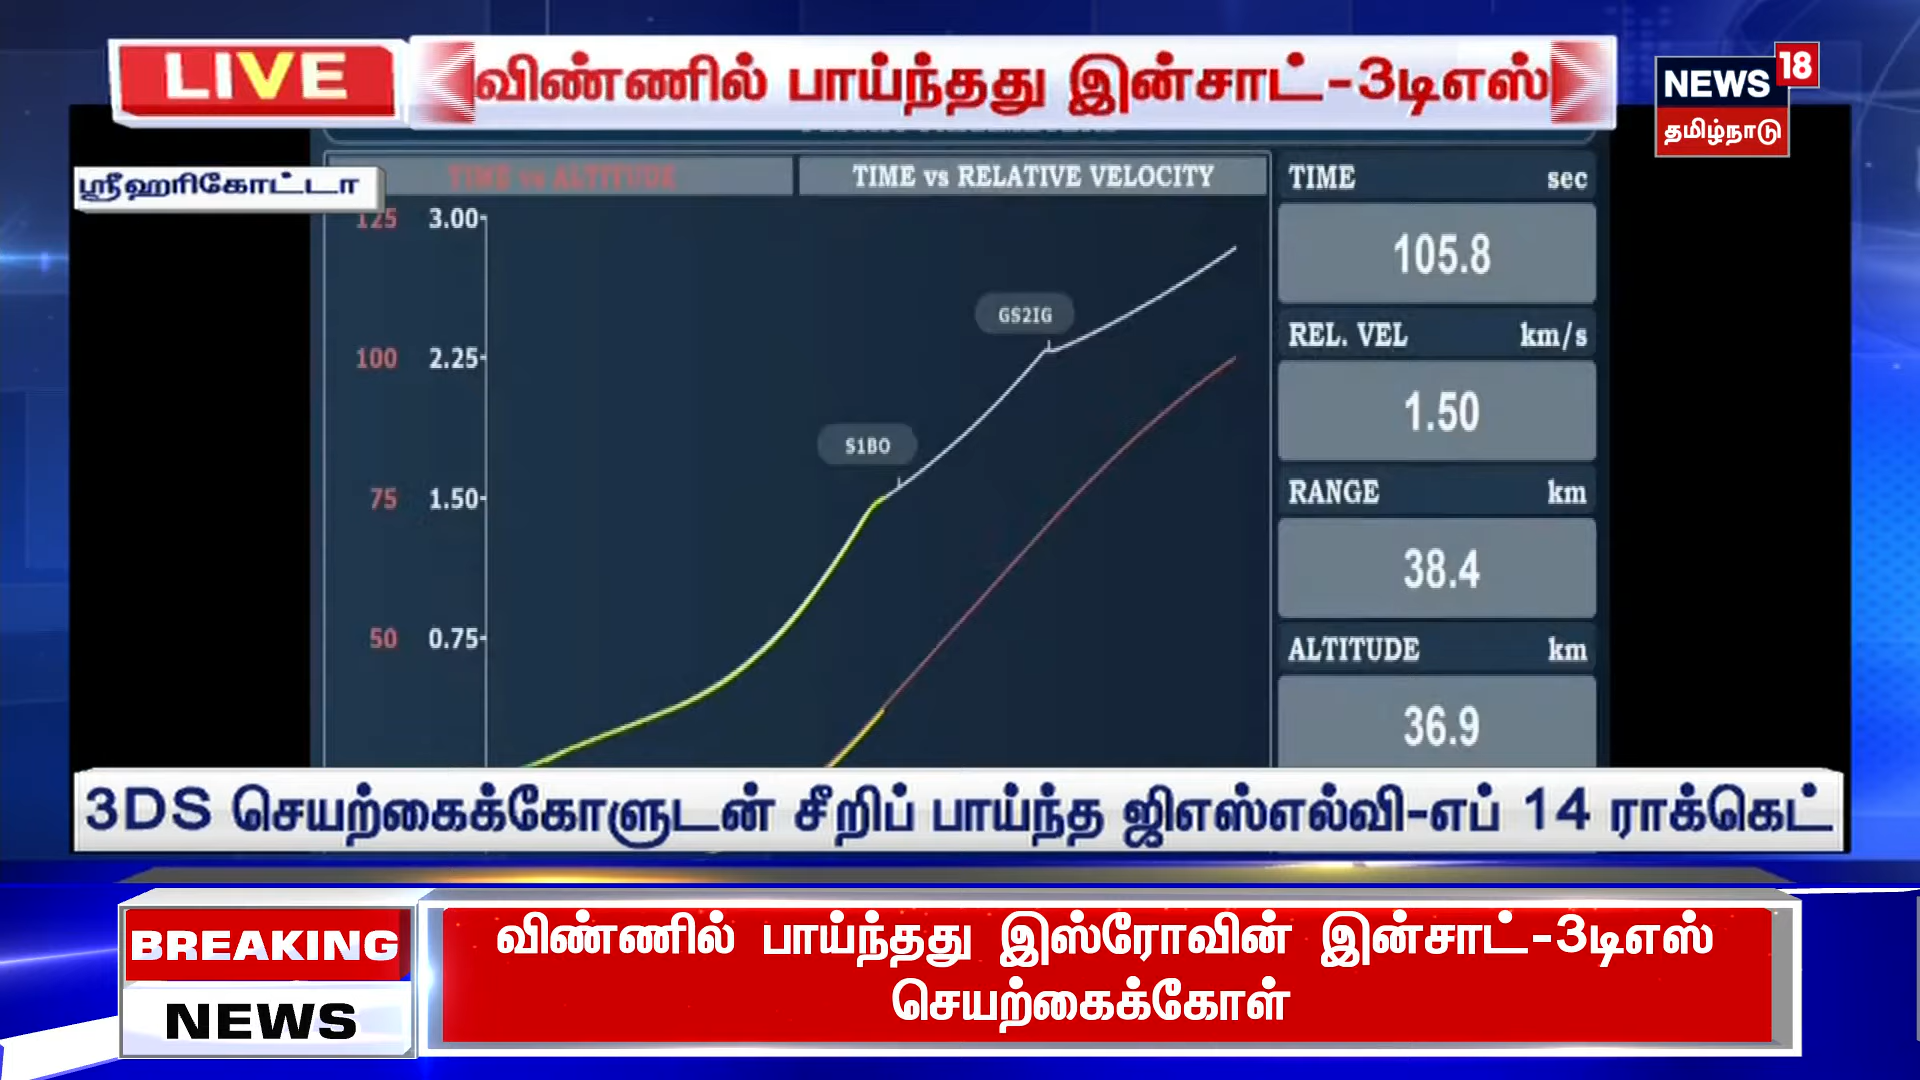 LIVE
விண்ணில் பாய்ந்தது இன்சாட்-3டிஎஸ்
NEWS 18
தமிழ்நாடு
ஸ்ரீஹரிகோட்டா
TIME vs ALTITUDE
TIME vs RELATIVE VELOCITY
TIME sec
105.8
REL. VEL km/s
1.50
RANGE km
38.4
ALTITUDE km
36.9
125 3.00
100 2.25
75 1.50
50 0.75
GS2IG
S1BO
3DS செயற்கைக்கோளுடன் சீறிப் பாய்ந்த ஜிஎஸ்எல்வி-எப் 14 ராக்கெட்
BREAKING
NEWS
விண்ணில் பாய்ந்தது இஸ்ரோவின் இன்சாட்-3டிஎஸ்
செயற்கைக்கோள்